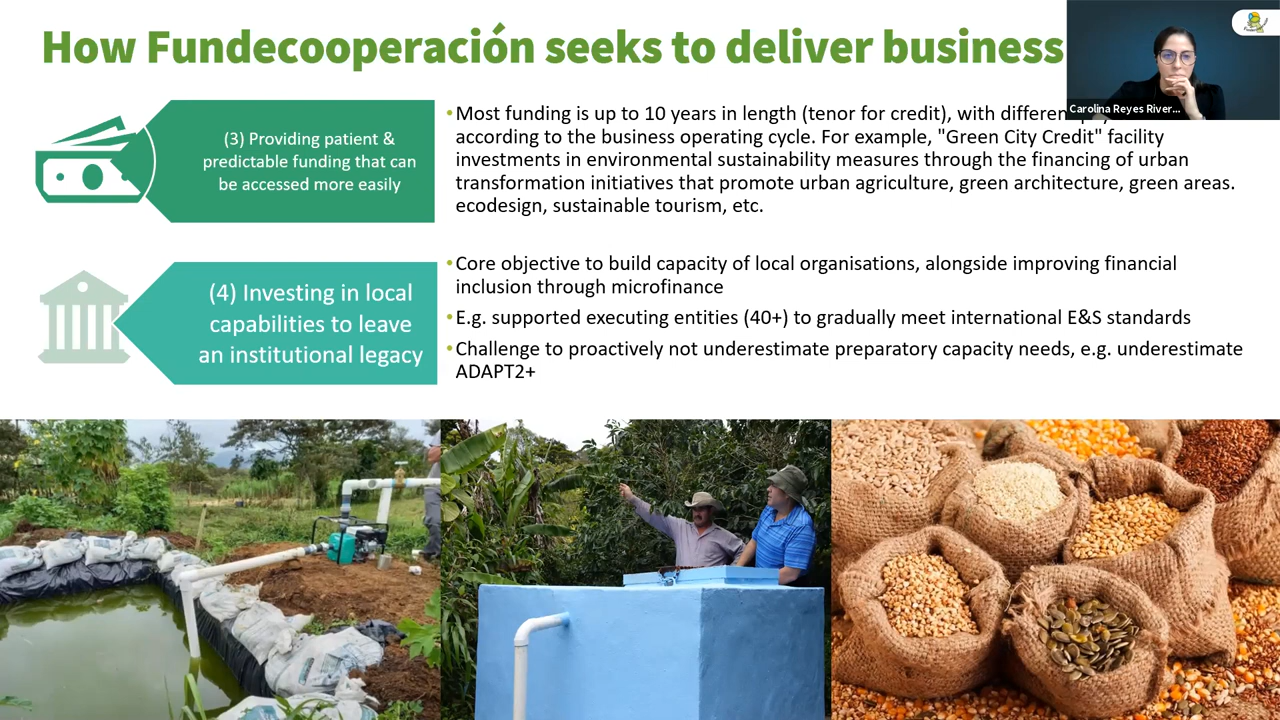 How Fundecooperación seeks to deliver business
Carolina Reyes River...
(3) Providing patient &
predictable funding that can
be accessed more easily
•Most funding is up to 10 years in length (tenor for credit), with different
according to the business operating cycle. For example, "Green City Credit" facility
investments in environmental sustainability measures through the financing of urban
transformation initiatives that promote urban agriculture, green architecture, green areas.
ecodesign, sustainable tourism, etc.
(4) Investing in local
capabilities to leave
an institutional legacy
•Core objective to build capacity of local organisations, alongside improving financial
inclusion through microfinance
•E.g. supported executing entities (40+) to gradually meet international E&S standards
•Challenge to proactively not underestimate preparatory capacity needs, e.g. underestimate
ADAPT2+